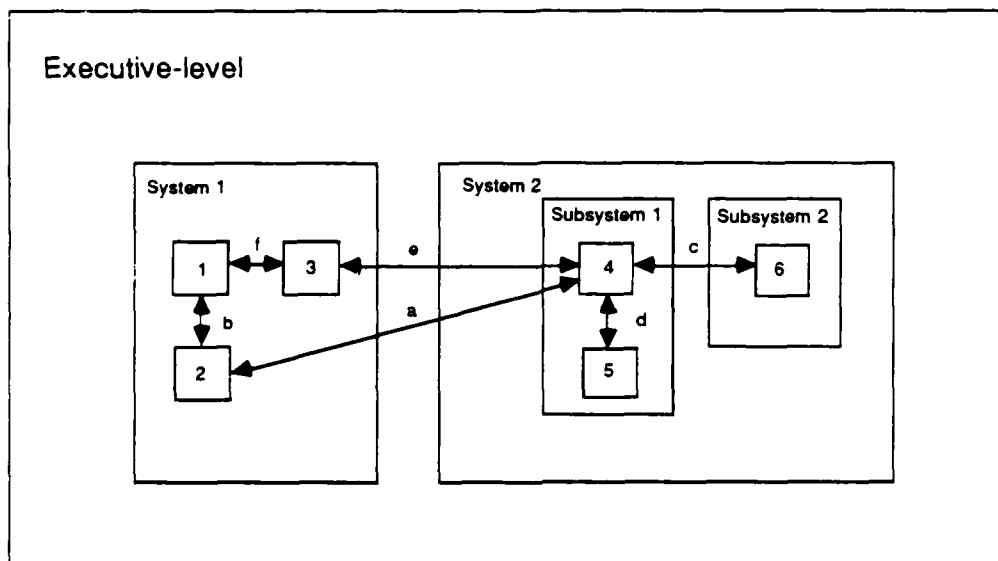 Executive-level
System 1
System 2
Subsystem 1
Subsystem 2
f
e
c
1
3
4
6
b
a
d
2
5